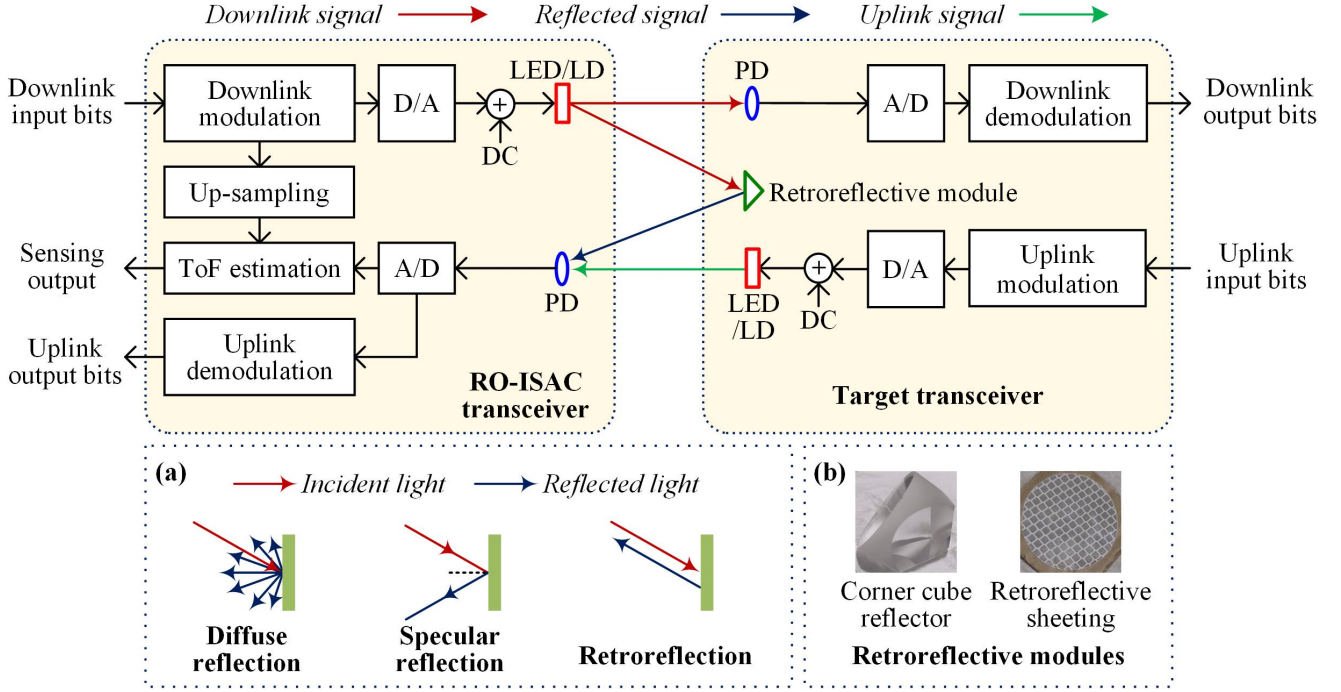 Downlink signal
Reflected signal
Uplink signal
Downlink
input bits
Downlink
modulation
D/A
+
DC
LED/LD
PD
A/D
Downlink
demodulation
Downlink
output bits
Up-sampling
Retroreflective module
Sensing
output
ToF estimation
A/D
PD
LED
/LD
+
DC
D/A
Uplink
modulation
Uplink
input bits
Uplink
output bits
Uplink
demodulation
RO-ISAC
transceiver
Target transceiver
(a)
Incident light
Reflected light
Diffuse
reflection
Specular
reflection
Retroreflection
(b)
Corner cube
reflector
Retroreflective
sheeting
Retroreflective modules